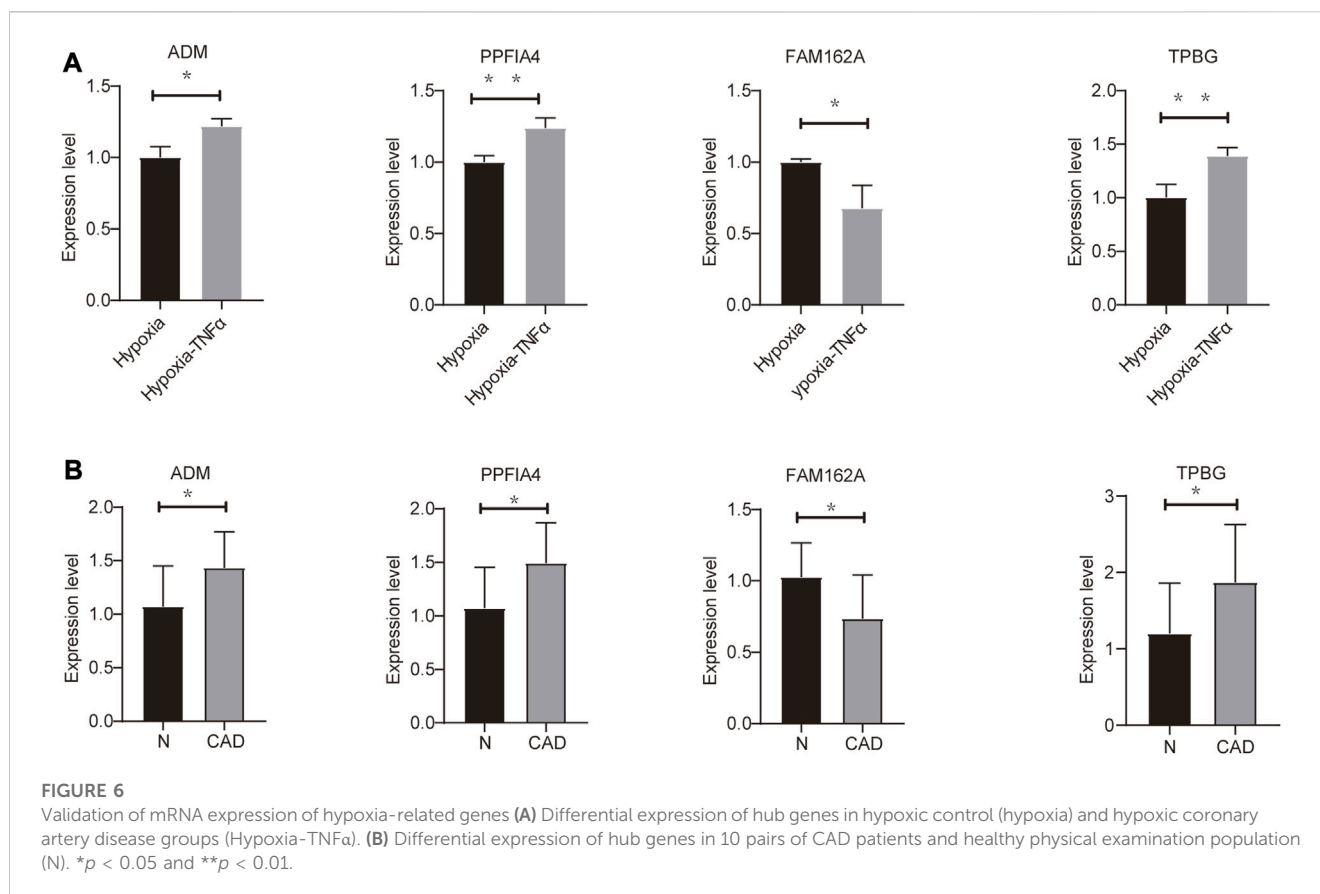 A
ADM
*
1.5
1.0
0.5
0.0
Expression level
Hypoxia
Hypoxia-TNFα
PPFIA4
* *
1.5
1.0
0.5
0.0
Expression level
Hypoxia
Hypoxia-TNFα
FAM162A
*
1.5
1.0
0.5
0.0
Expression level
Hypoxia
ypoxia-TNFα
TPBG
* *
2.0
1.5
1.0
0.5
0.0
Expression level
Hypoxia
Hypoxia-TNFα
B
ADM
*
2.0
1.5
1.0
0.5
0.0
Expression level
N
CAD
PPFIA4
*
2.0
1.5
1.0
0.5
0.0
Expression level
N
CAD
FAM162A
*
1.5
1.0
0.5
0.0
Expression level
N
CAD
TPBG
*
3
2
1
0
Expression level
N
CAD
FIGURE 6
Validation of mRNA expression of hypoxia-related genes (A) Differential expression of hub genes in hypoxic control (hypoxia) and hypoxic coronary
artery disease groups (Hypoxia-TNFα). (B) Differential expression of hub genes in 10 pairs of CAD patients and healthy physical examination population
(N). *p < 0.05 and **p < 0.01.